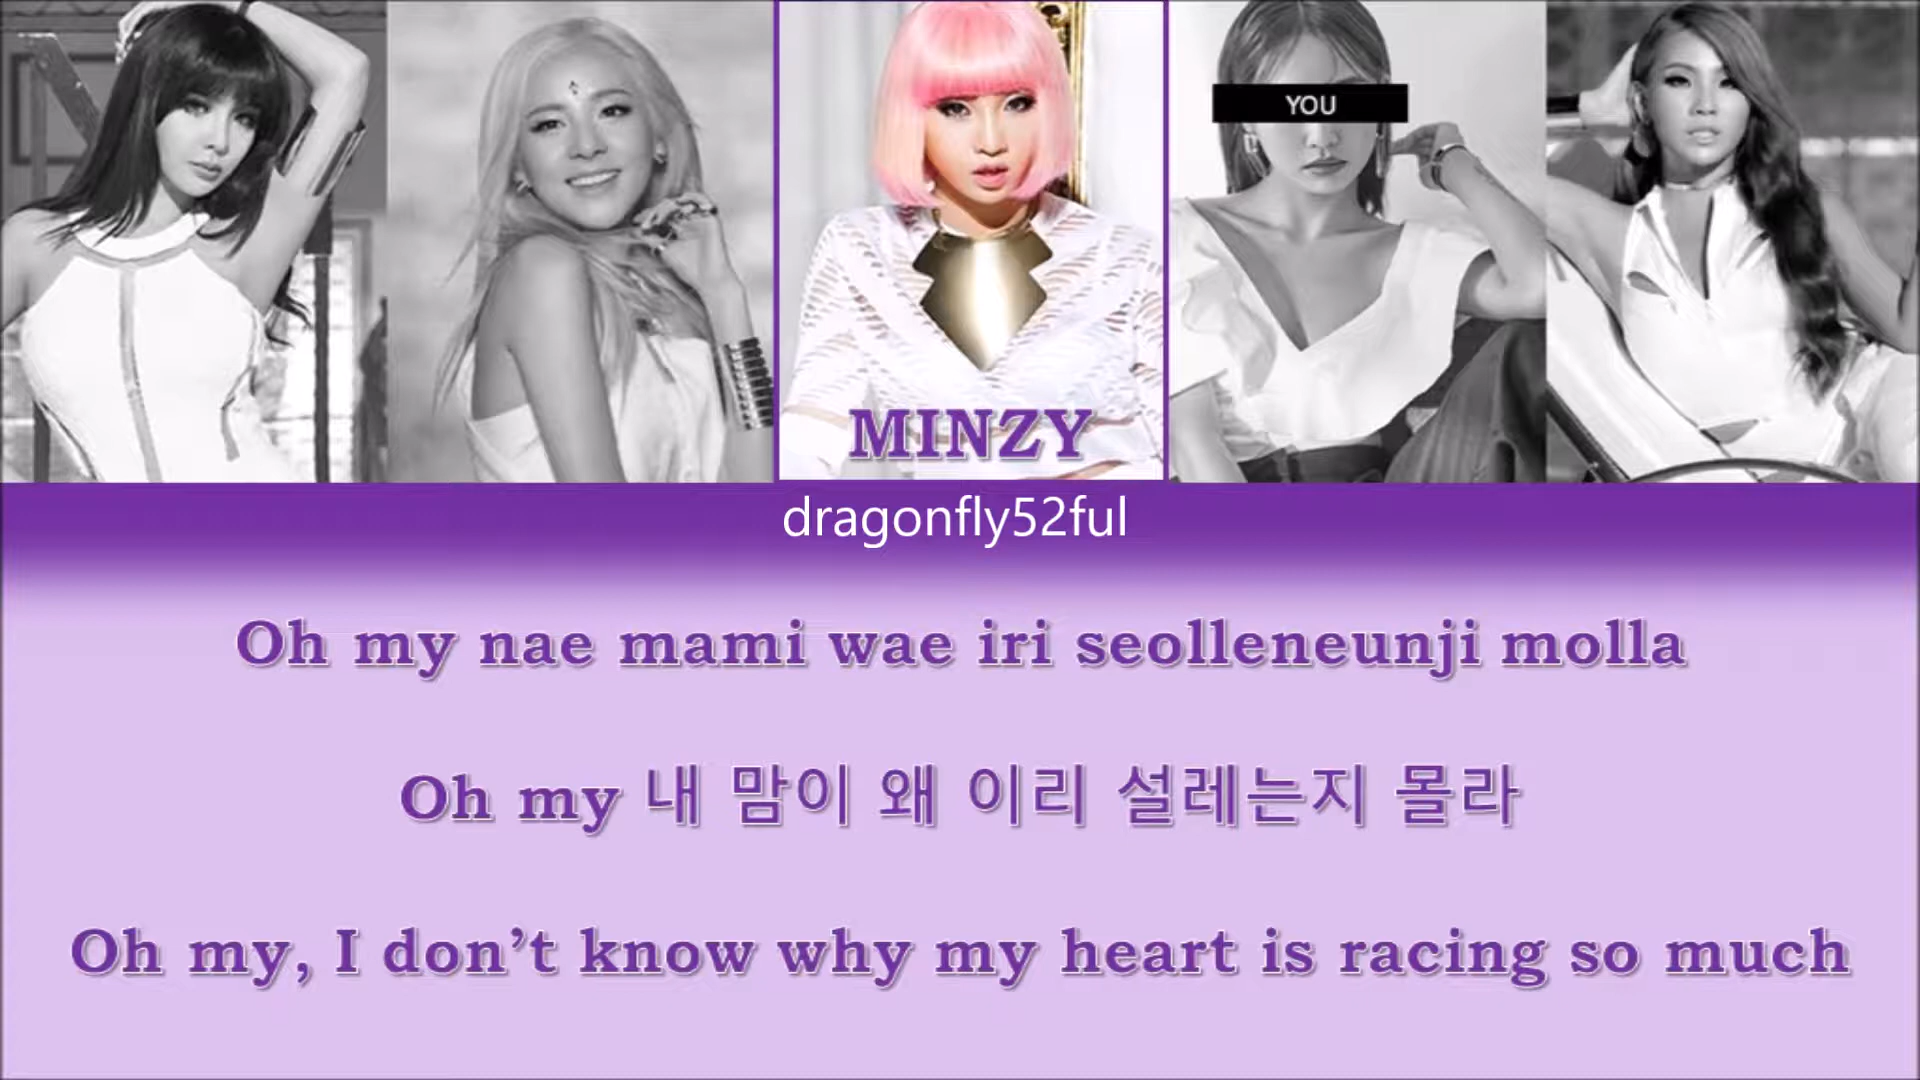 YOU
MINZY
dragonfly52ful
Oh my nae mami wae iri seolleneunji molla
Oh my 내 맘이 왜 이리 설레는지 몰라
Oh my, I don’t know why my heart is racing so much